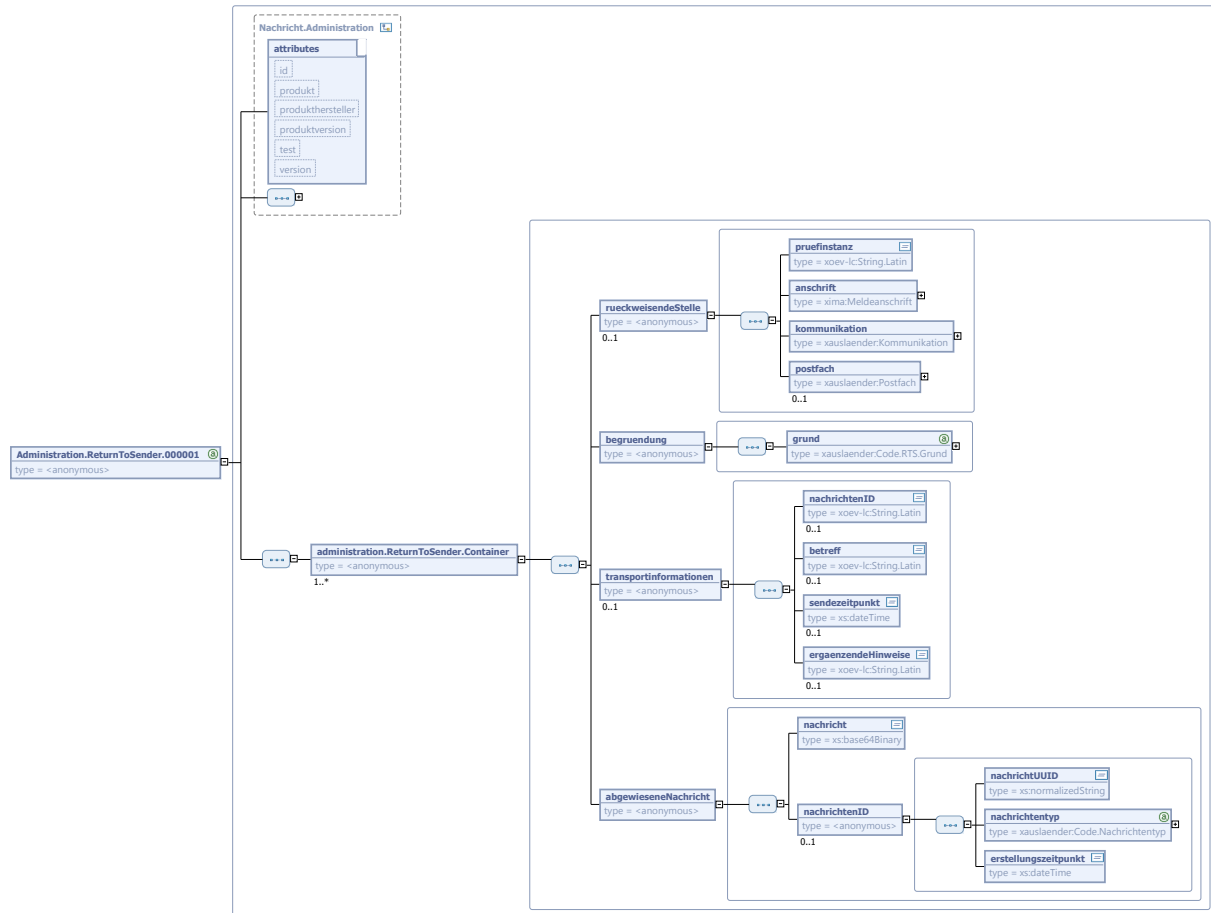 Nachricht.Administration
attributes
id
produkt
produkthersteller
produktversion
test
version
Administration.ReturnToSender.000001
type = <anonymous>
administration.ReturnToSender.Container
type = <anonymous>
1..*
rueckweisendeStelle
type = <anonymous>
0..1
pruefinstanz
type = xoev-lc:String.Latin
anschrift
type = xima:Meldeanschrift
kommunikation
type = xauslaender:Kommunikation
postfach
type = xauslaender:Postfach
0..1
begruendung
type = <anonymous>
grund
type = xauslaender:Code.RTS.Grund
transportinformationen
type = <anonymous>
0..1
nachrichtenID
type = xoev-lc:String.Latin
0..1
betreff
type = xoev-lc:String.Latin
0..1
sendezeitpunkt
type = xs:dateTime
0..1
ergaenzendeHinweise
type = xoev-lc:String.Latin
0..1
abgewieseneNachricht
type = <anonymous>
nachricht
type = xs:base64Binary
nachrichtenID
type = <anonymous>
0..1
nachrichtUUID
type = xs:normalizedString
nachrichtentyp
type = xauslaender:Code.Nachrichtentyp
erstellungszeitpunkt
type = xs:dateTime